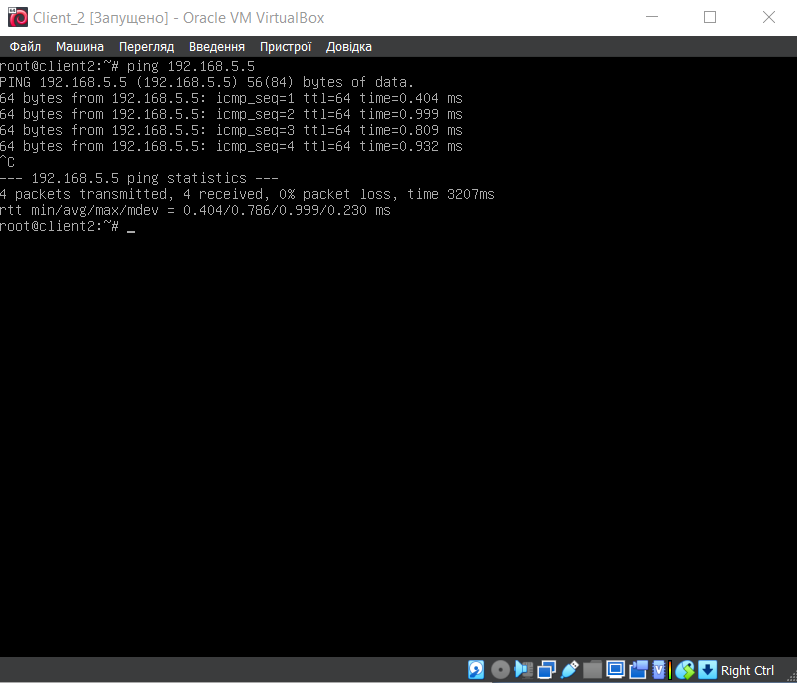 Client_2 [Запущено] - Oracle VM VirtualBox
Файл Машина Перегляд Введення Пристрої Довідка
root@client2:~# ping 192.168.5.5
PING 192.168.5.5 (192.168.5.5) 56(84) bytes of data.
64 bytes from 192.168.5.5: icmp_seq=1 ttl=64 time=0.404 ms
64 bytes from 192.168.5.5: icmp_seq=2 ttl=64 time=0.999 ms
64 bytes from 192.168.5.5: icmp_seq=3 ttl=64 time=0.809 ms
64 bytes from 192.168.5.5: icmp_seq=4 ttl=64 time=0.932 ms
^C
--- 192.168.5.5 ping statistics ---
4 packets transmitted, 4 received, 0% packet loss, time 3207ms
rtt min/avg/max/mdev = 0.404/0.786/0.999/0.230 ms
root@client2:~# _
Right Ctrl